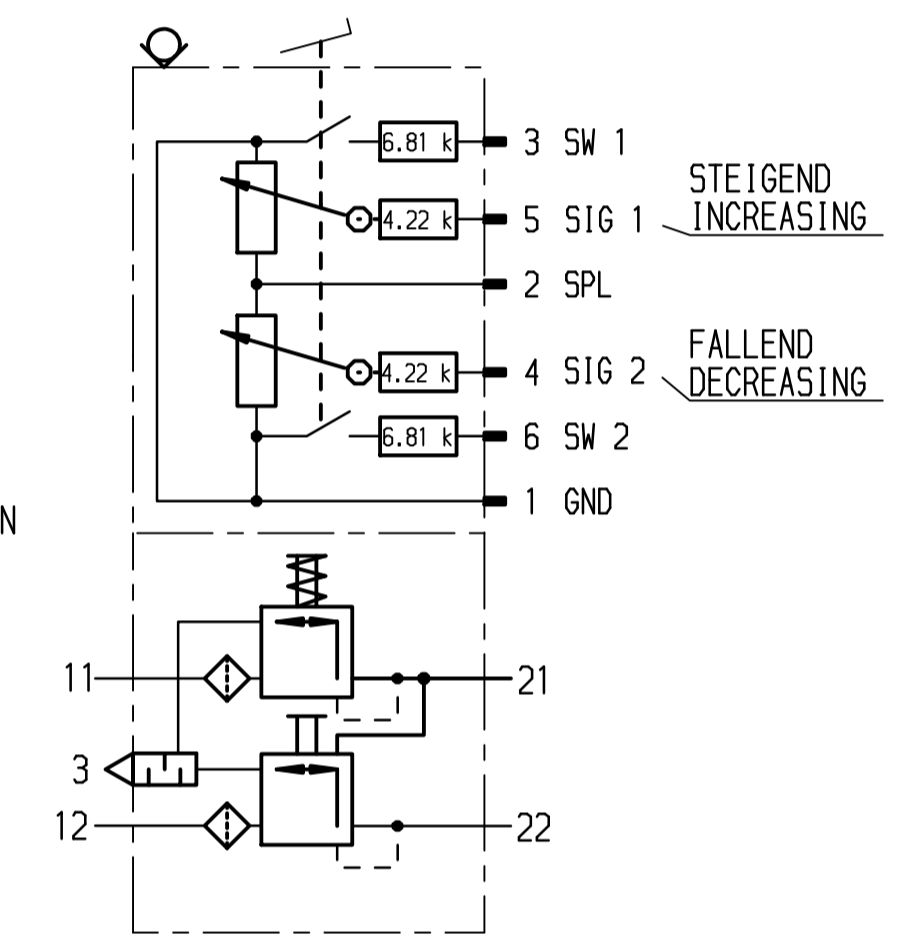 6.81 k 3 SW 1
STEIGEND
4.22 k 5 SIG 1 INCREASING
2 SPL
FALLEND
4.22 k 4 SIG 2 DECREASING
6.81 k 6 SW 2
1 GND
N
11 21
3
12 22